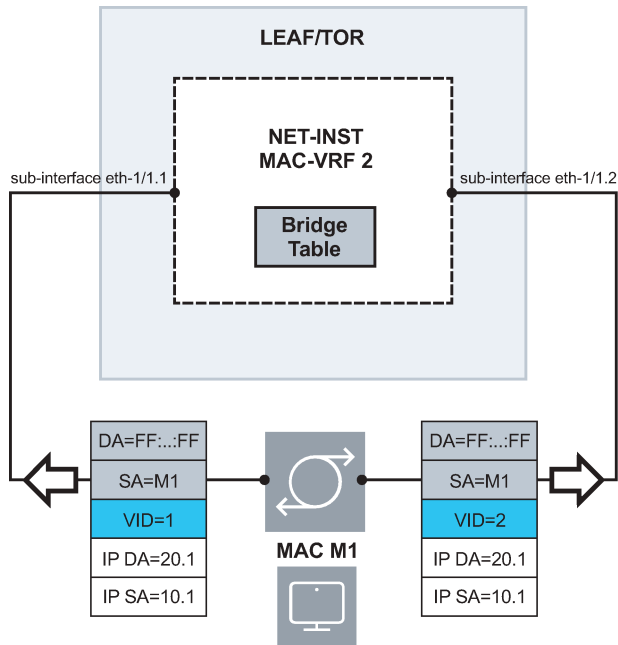 LEAF/TOR
NET-INST
MAC-VRF 2
sub-interface eth-1/1.1
sub-interface eth-1/1.2
Bridge
Table
DA=FF:..:FF
SA=M1
VID=1
IP DA=20.1
IP SA=10.1
MAC M1
DA=FF:..:FF
SA=M1
VID=2
IP DA=20.1
IP SA=10.1